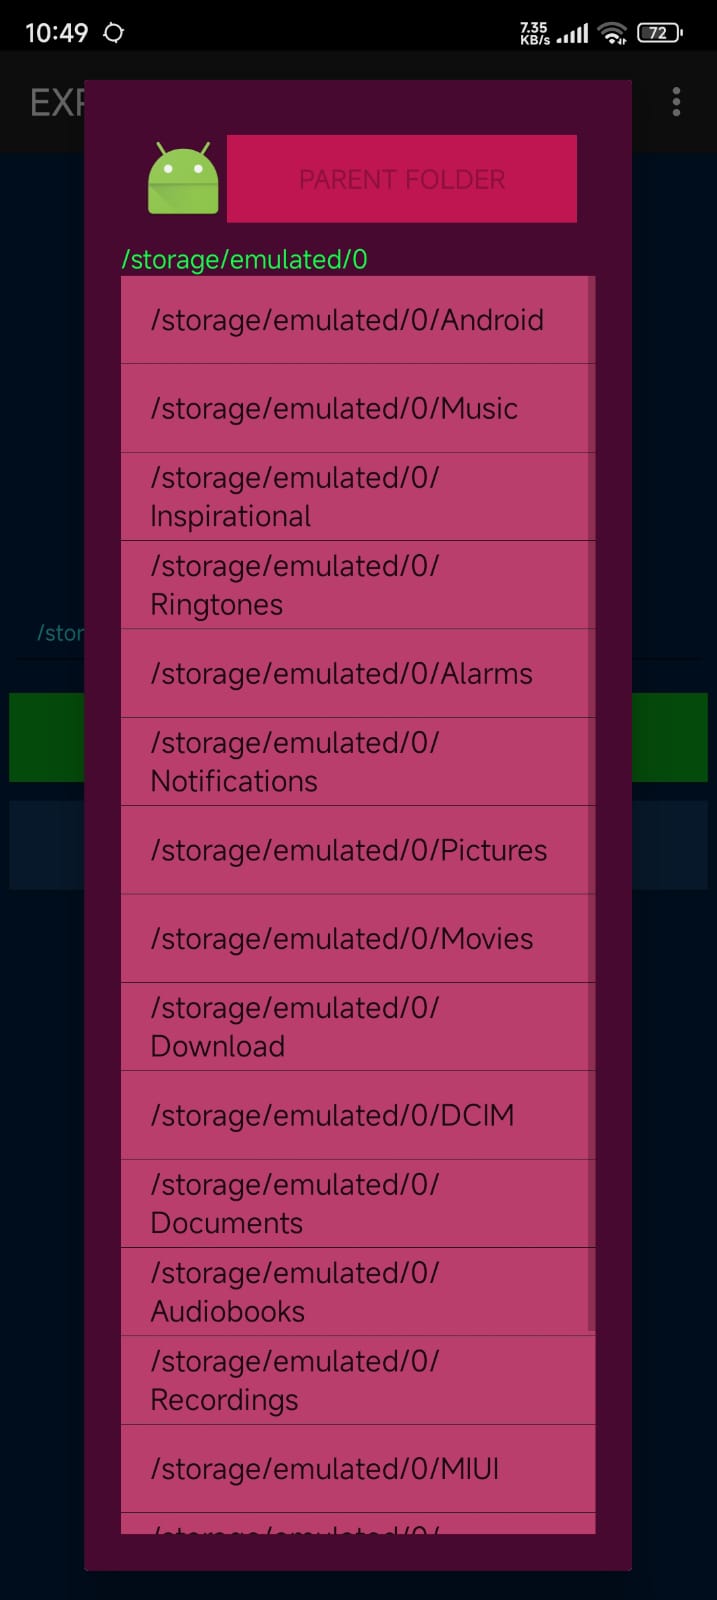 10:49
7.35
KB/s
72
EXP
PARENT FOLDER
/storage/emulated/0
/storage/emulated/0/Android
/storage/emulated/0/Music
/storage/emulated/0/
Inspirational
/storage/emulated/0/
Ringtones
/stor
/storage/emulated/0/Alarms
/storage/emulated/0/
Notifications
/storage/emulated/0/Pictures
/storage/emulated/0/Movies
/storage/emulated/0/
Download
/storage/emulated/0/DCIM
/storage/emulated/0/
Documents
/storage/emulated/0/
Audiobooks
/storage/emulated/0/
Recordings
/storage/emulated/0/MIUI
/storage/emulated/0/